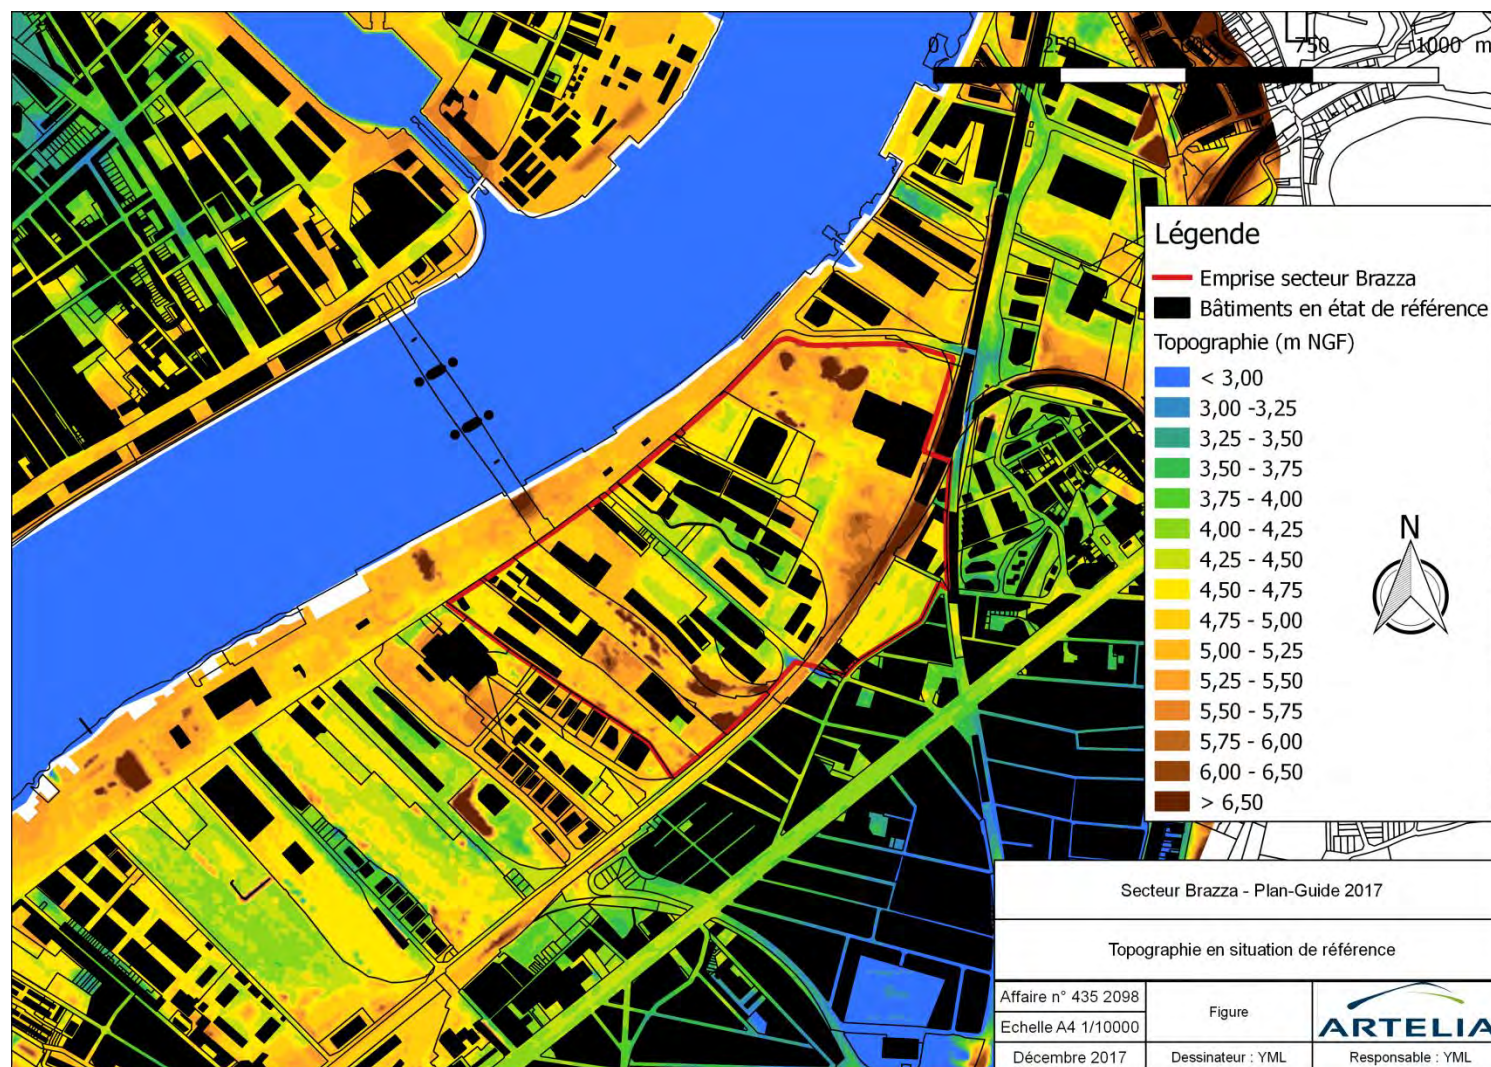 0 250 500 750 1000 m
Légende
Emprise secteur Brazza
Bâtiments en état de référence
Topographie (m NGF)
< 3,00
3,00 -3,25
3,25 - 3,50
3,50 - 3,75
3,75 - 4,00
4,00 - 4,25
4,25 - 4,50
4,50 - 4,75
4,75 - 5,00
5,00 - 5,25
5,25 - 5,50
5,50 - 5,75
5,75 - 6,00
6,00 - 6,50
> 6,50
N
Secteur Brazza - Plan-Guide 2017
Topographie en situation de référence
Affaire n° 435 2098
Figure
Echelle A4 1/10000
ARTELIA
Décembre 2017
Dessinateur : YML
Responsable : YML